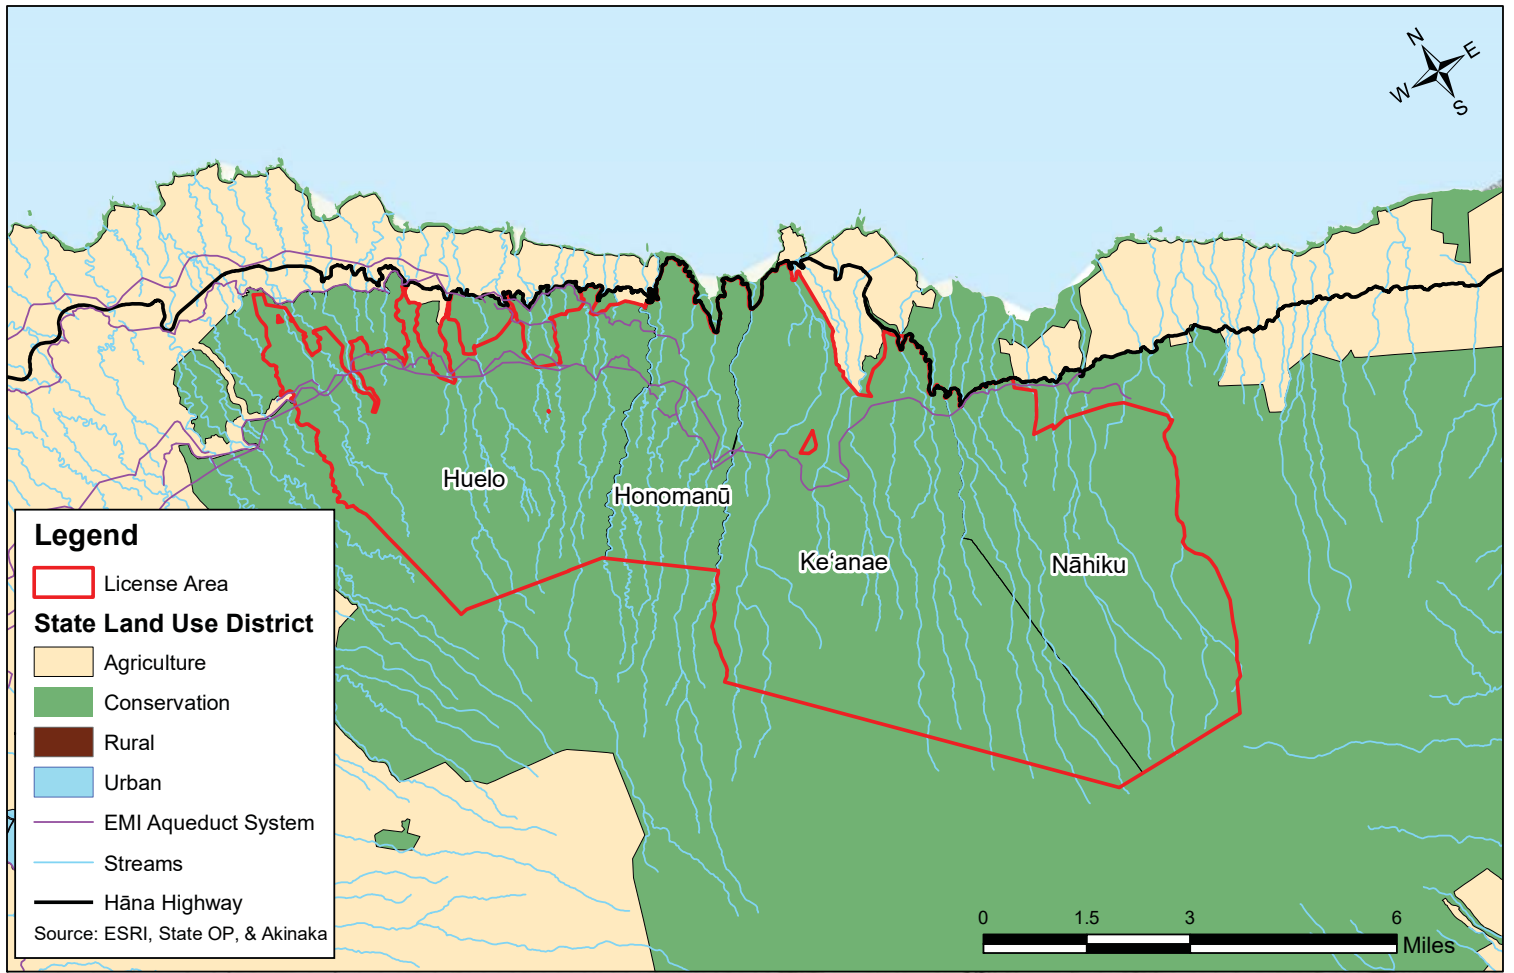 N
E
W
S
Huelo
Honomanū
Ke‘anae
Nāhiku
Legend
License Area
State Land Use District
Agriculture
Conservation
Rural
Urban
EMI Aqueduct System
Streams
Hāna Highway
Source: ESRI, State OP, & Akinaka
0 1.5 3 6
Miles